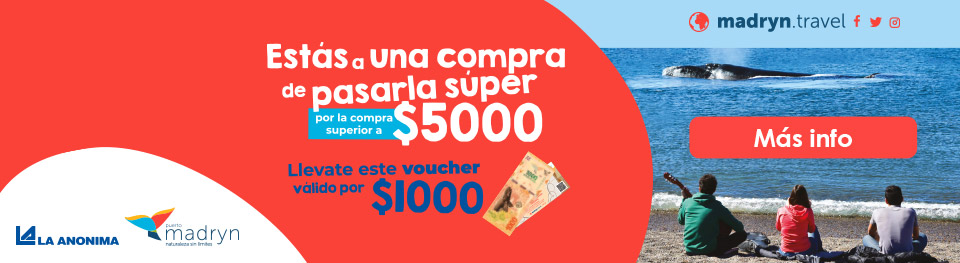 Estás a una compra
de pasarla súper
por la compra
superior a
$5000
Llevate este voucher
válido por
$1000
LA ANONIMA
puerto
madryn
naturaleza sin límites
madryn.travel
Más info